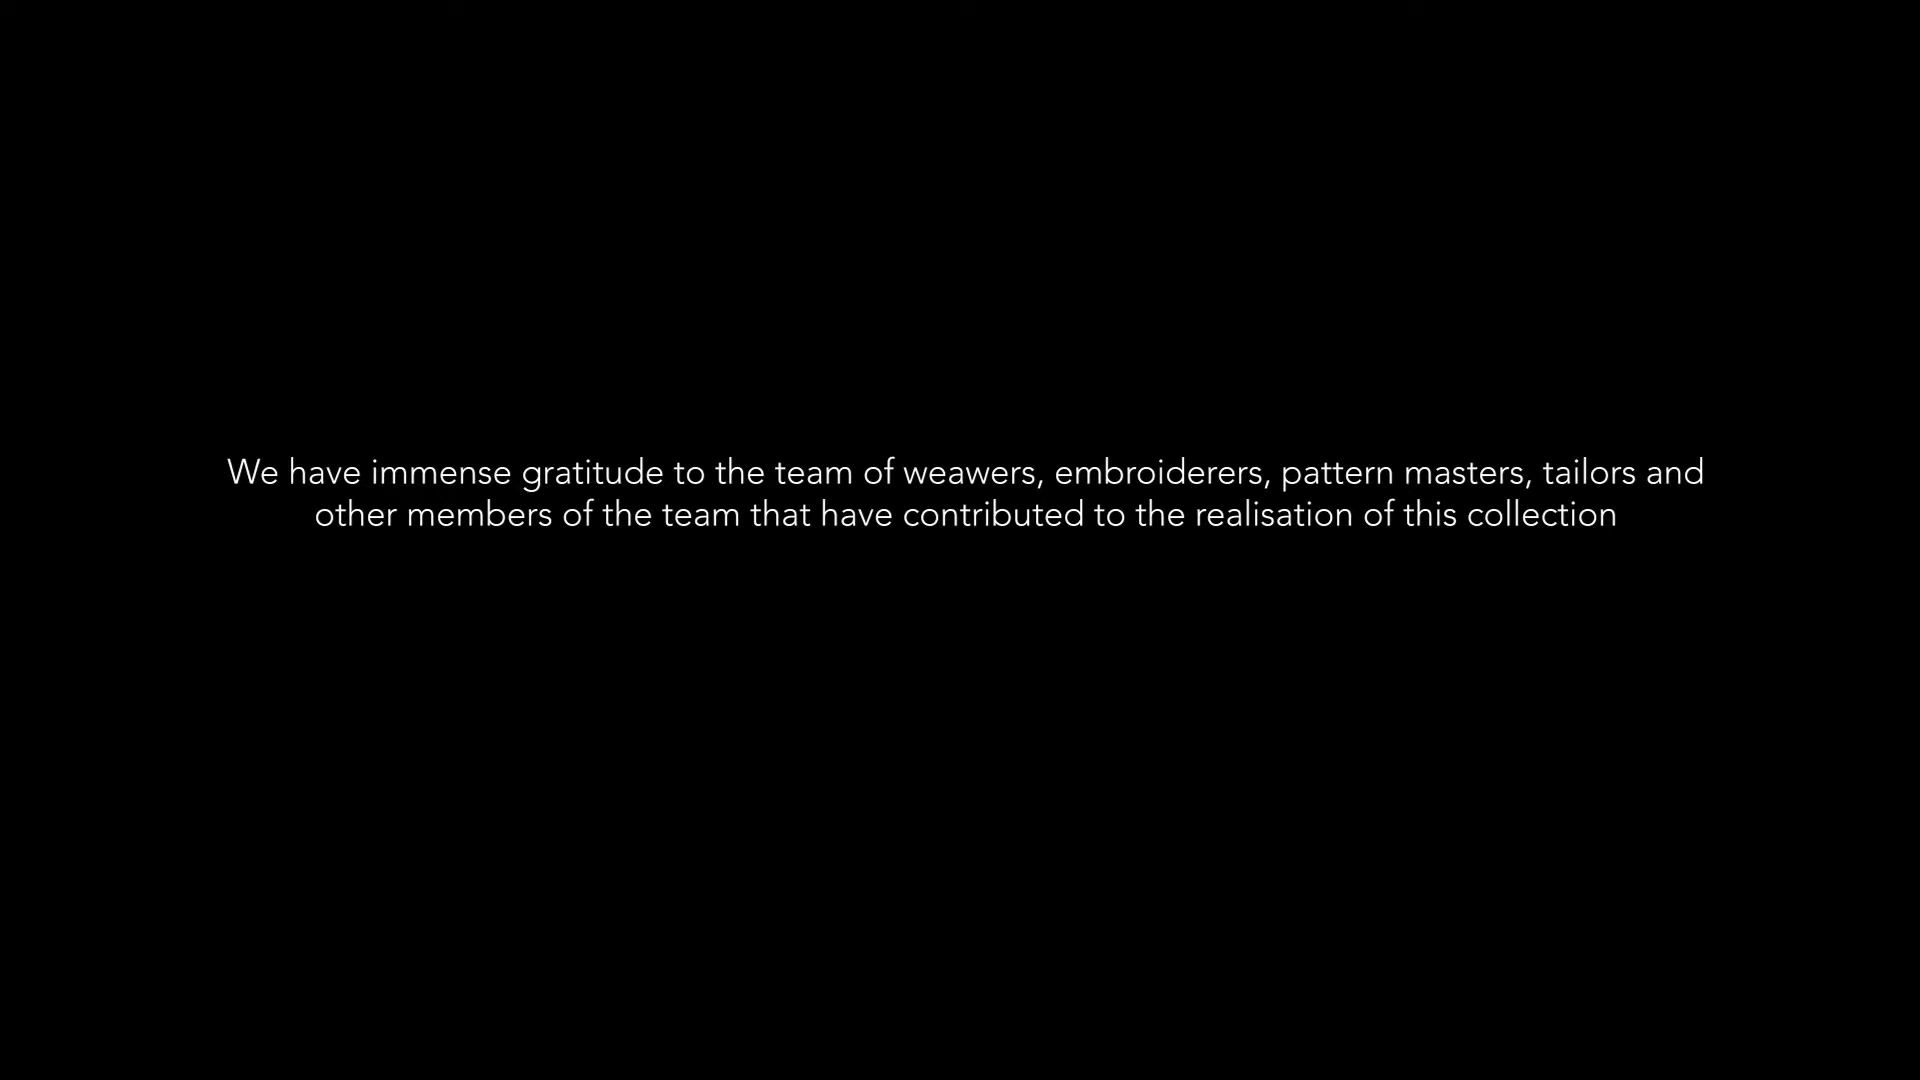 We have immense gratitude to the team of weawers, embroiderers, pattern masters, tailors and
other members of the team that have contributed to the realisation of this collection